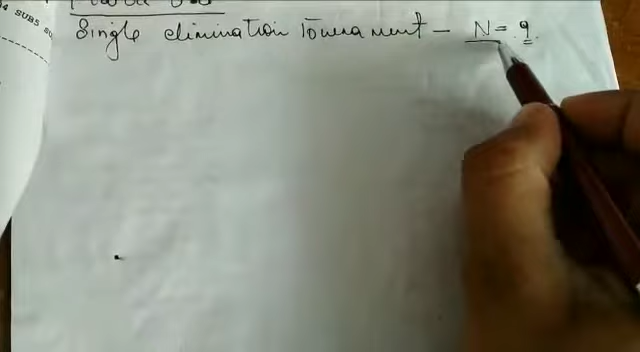 Single elimination Tournament - N = 9.